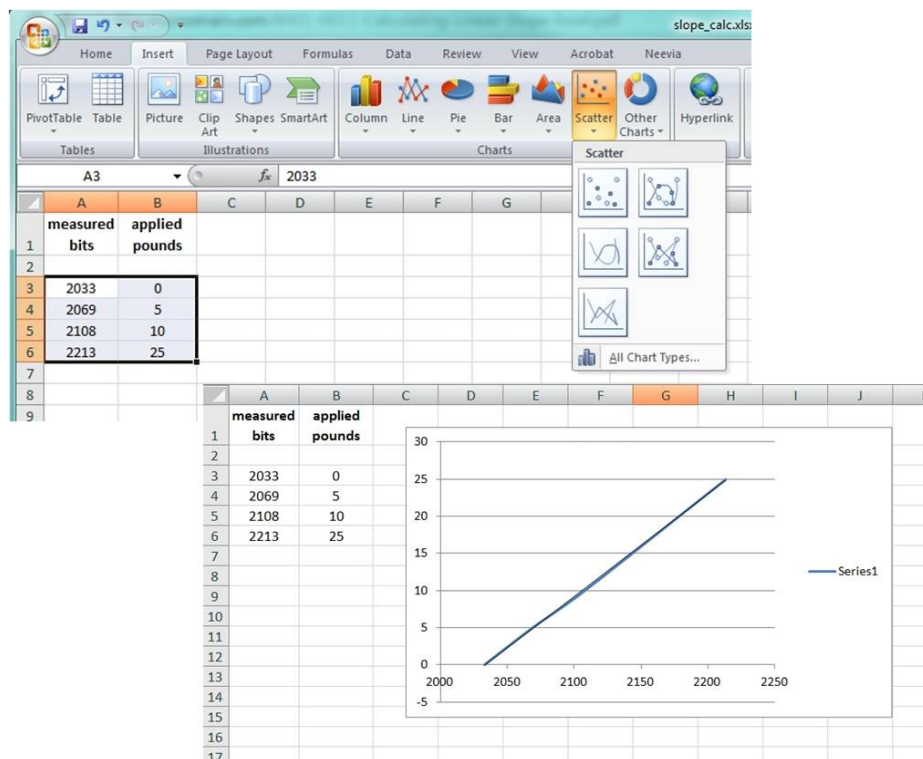 slope_calc.xls
Home Insert Page Layout Formulas Data Review View Acrobat Neevia
PivotTable Table Picture Clip Art Shapes SmartArt Column Line Pie Bar Area Scatter Other Charts Hyperlink
Tables Illustrations Charts
Scatter
A3 fx 2033
A B C D E F G
1 measured bits applied pounds
2
3 2033 0
4 2069 5
5 2108 10
6 2213 25
7
8
9
All Chart Types...
A B C D E F G H I J
1 measured bits applied pounds
2
3 2033 0
4 2069 5
5 2108 10
6 2213 25
7
8
9
10
11
12
13
14
15
16
17
30
25
20
15
10
5
0
-5
2000 2050 2100 2150 2200 2250
Series1